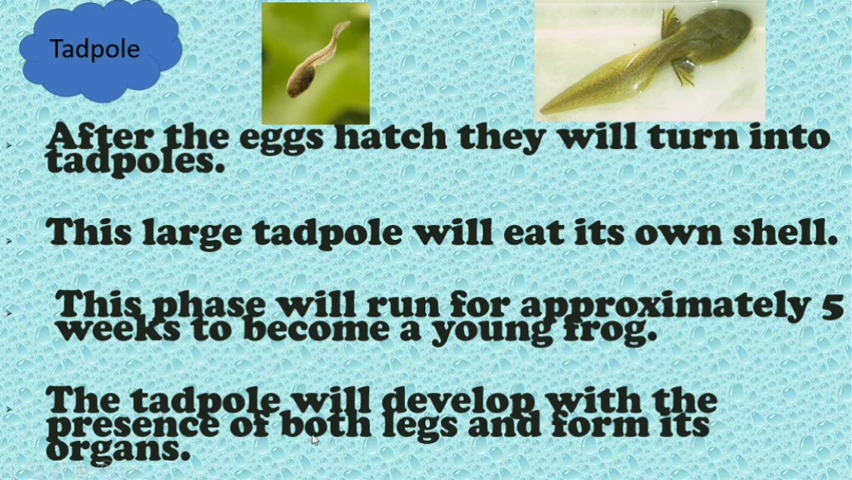 Tadpole
After the eggs hatch they will turn into
tadpoles.
This large tadpole will eat its own shell.
This phase will run for approximately 5
weeks to become a young frog.
The tadpole will develop with the
presence of both legs and form its
organs.